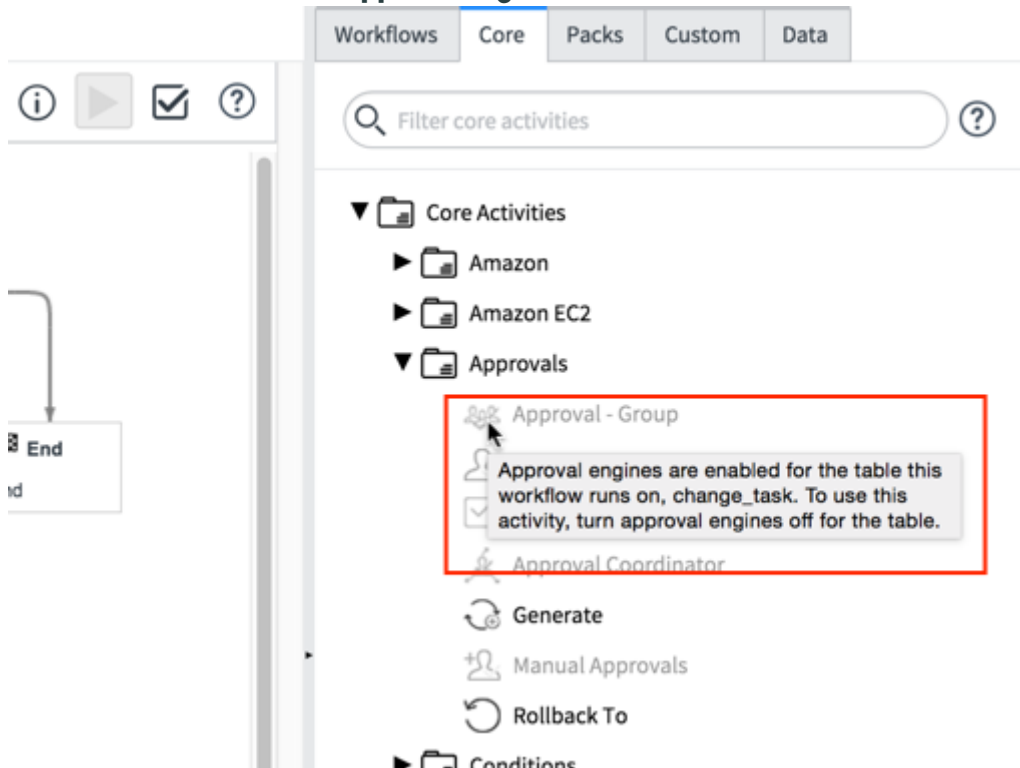 Workflows Core Packs Custom Data
Filter core activities
Core Activities
Amazon
Amazon EC2
Approvals
Approval - Group
End
Approval engines are enabled for the table this
workflow runs on, change_task. To use this
activity, turn approval engines off for the table.
Approval Coordinator
Generate
Manual Approvals
Rollback To
Conditions